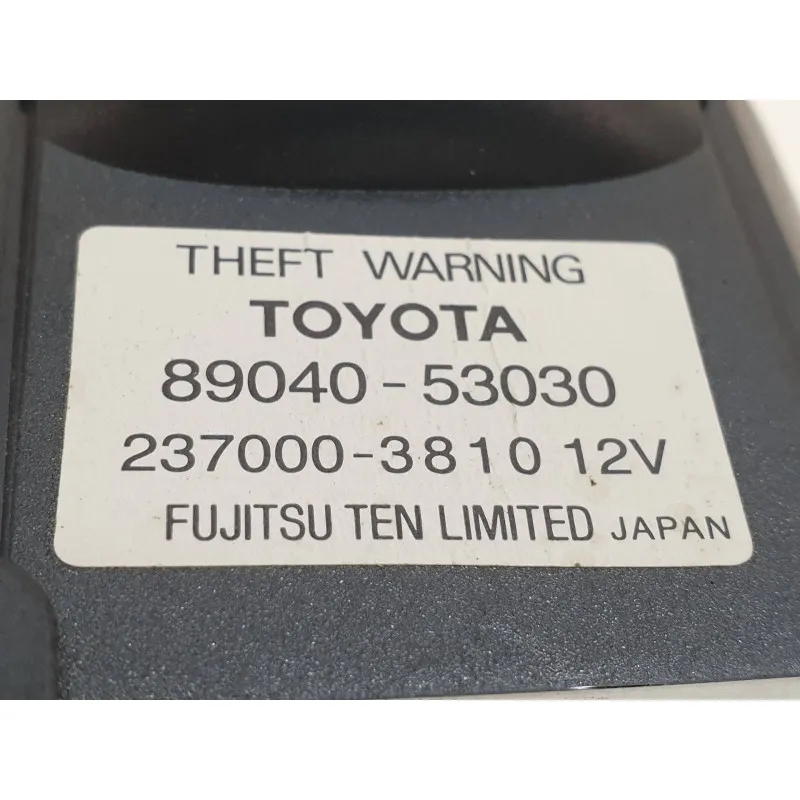 THEFT WARNING
TOYOTA
89040-53030
237000-3810 12V
FUJITSU TEN LIMITED JAPAN